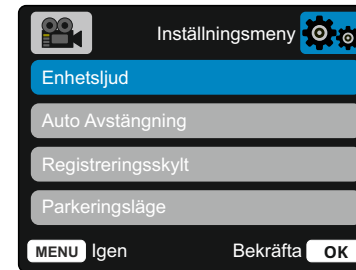 Inställningsmeny
Enhetsljud
Auto Avstängning
Registreringsskylt
Parkeringsläge
MENU Igen Bekräfta OK